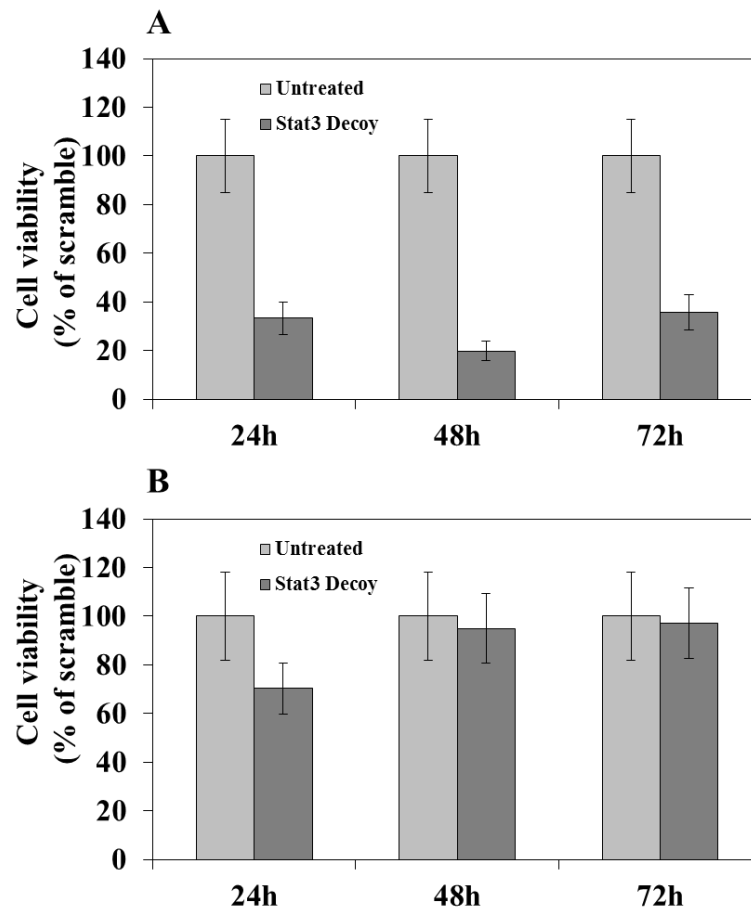 A
140
120
100
80
60
40
20
0
Cell viability
(% of scramble)
Untreated
Stat3 Decoy
24h 48h 72h
B
140
120
100
80
60
40
20
0
Cell viability
(% of scramble)
Untreated
Stat3 Decoy
24h 48h 72h